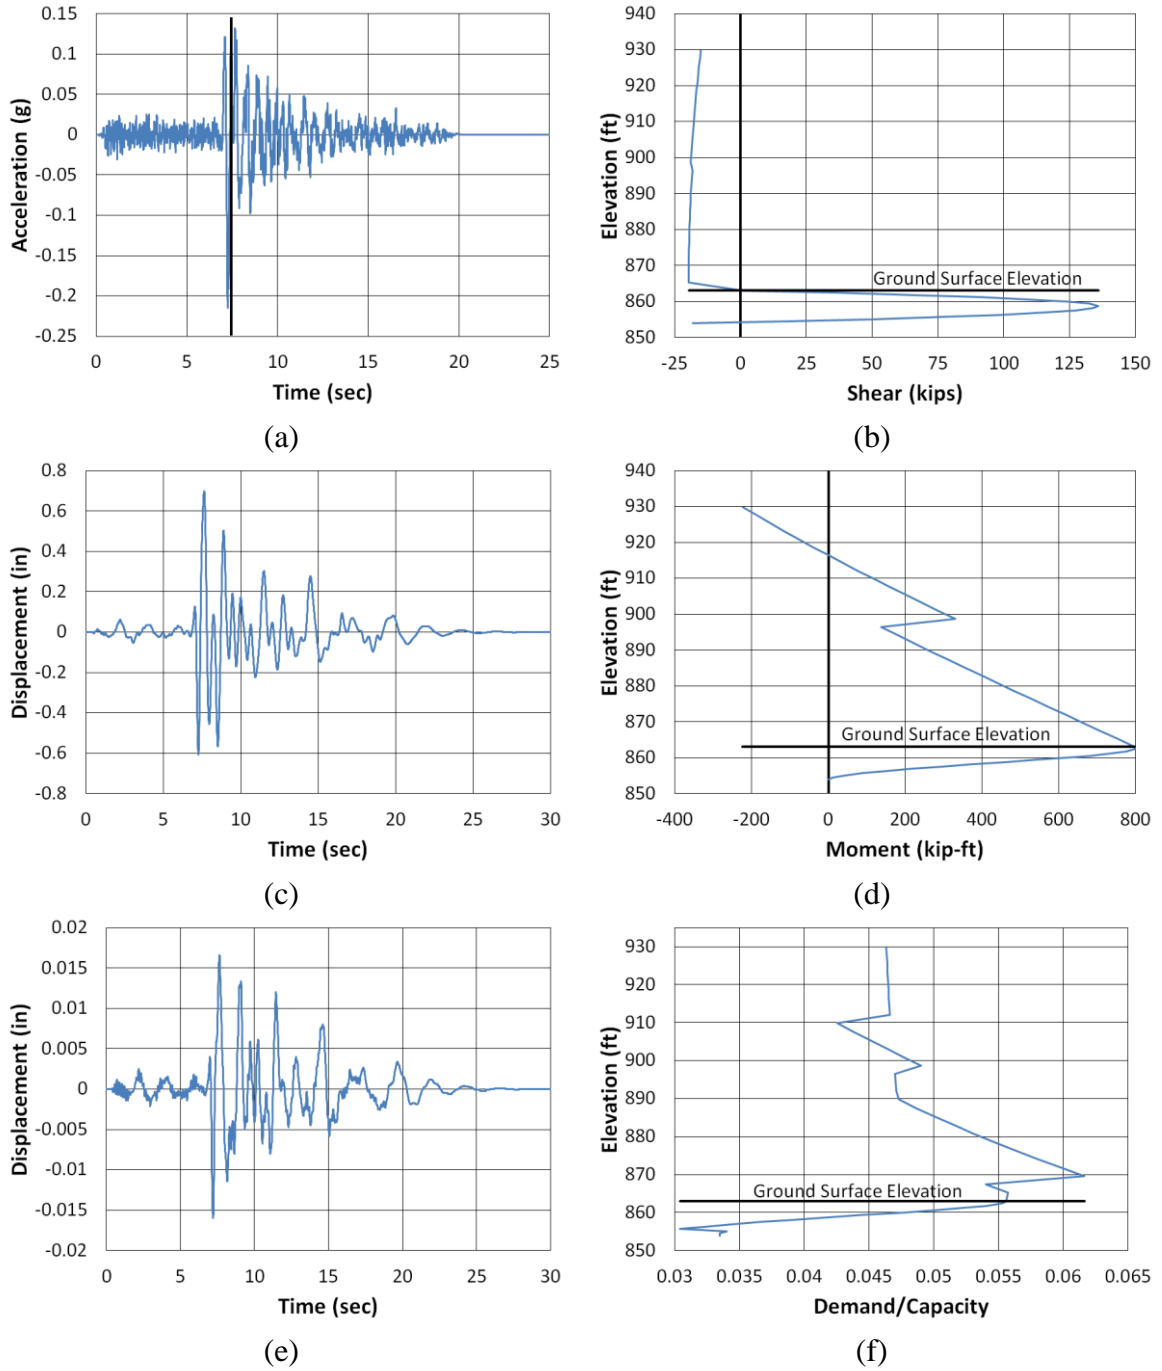 0.15
0.1
0.05
0
-0.05
-0.1
-0.15
-0.2
-0.25
Acceleration (g)
0 5 10 15 20 25
Time (sec)
(a)
940
930
920
910
900
890
880
870
860
850
Elevation (ft)
Ground Surface Elevation
-25 0 25 50 75 100 125 150
Shear (kips)
(b)
0.8
0.6
0.4
0.2
0
-0.2
-0.4
-0.6
-0.8
Displacement (in)
0 5 10 15 20 25 30
Time (sec)
(c)
940
930
920
910
900
890
880
870
860
850
Elevation (ft)
Ground Surface Elevation
-400 -200 0 200 400 600 800
Moment (kip-ft)
(d)
0.02
0.015
0.01
0.005
0
-0.005
-0.01
-0.015
-0.02
Displacement (in)
0 5 10 15 20 25 30
Time (sec)
(e)
930
920
910
900
890
880
870
860
850
Elevation (ft)
Ground Surface Elevation
0.03 0.035 0.04 0.045 0.05 0.055 0.06 0.065
Demand/Capacity
(f)